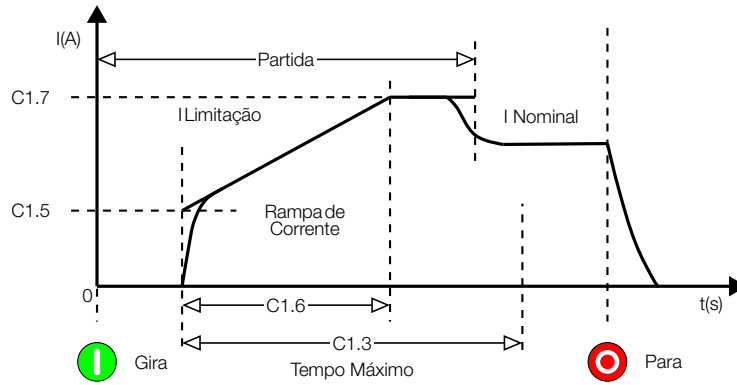 I(A)
Partida
C1.7
I Limitação
I Nominal
C1.5
Rampa de
Corrente
0
t(s)
C1.6
C1.3
Gira
Tempo Máximo
Para